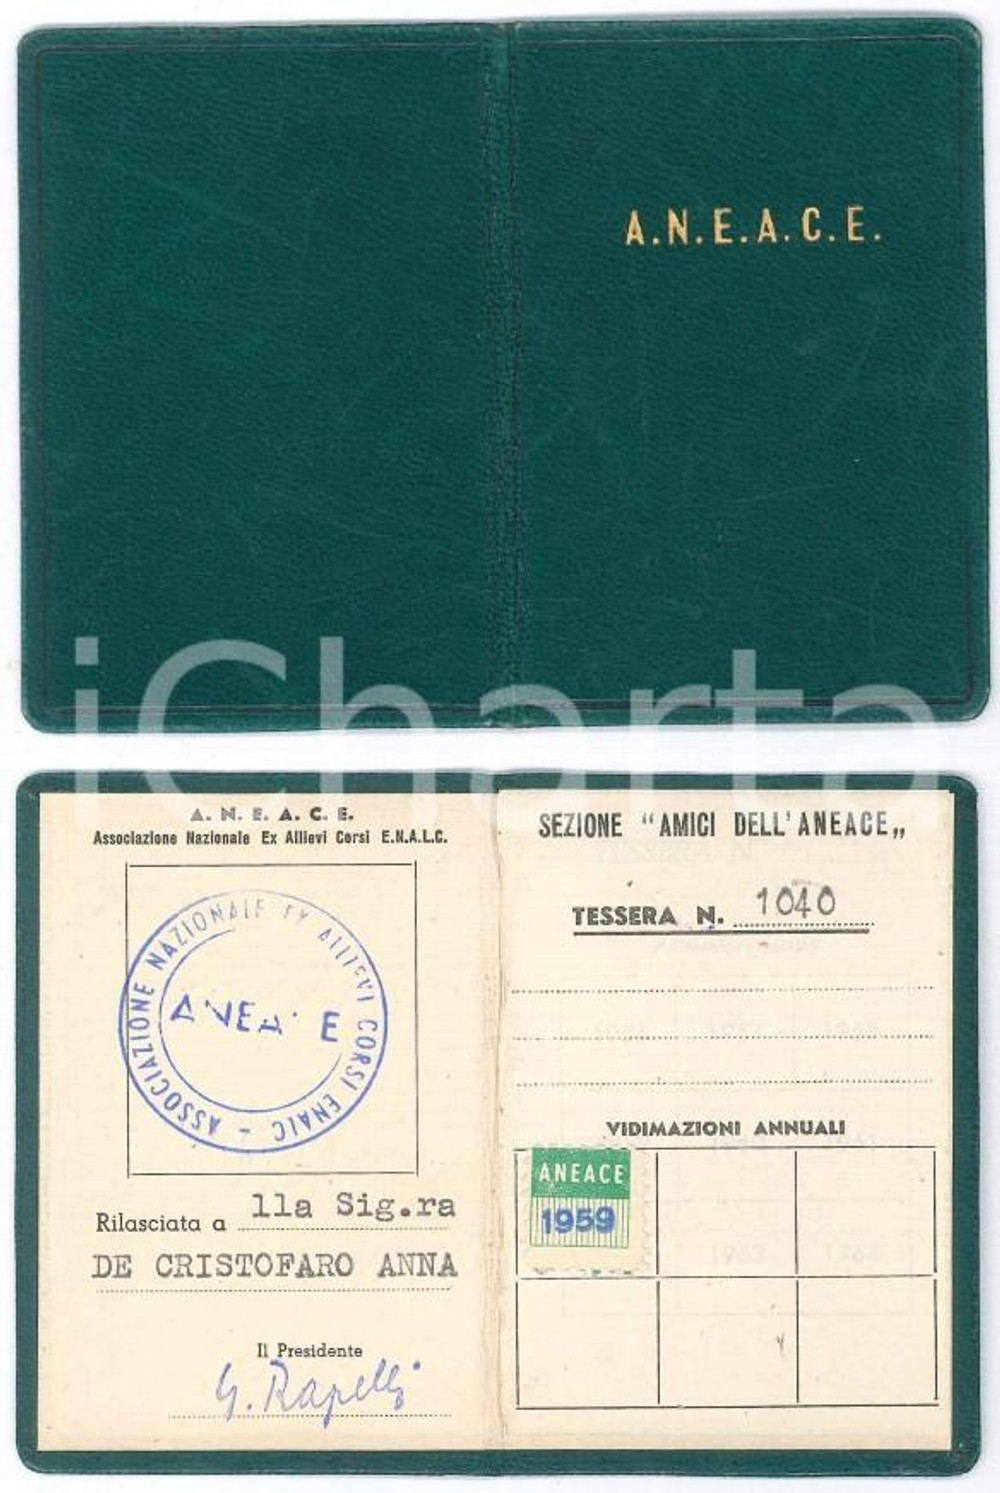 A.N.E.A.C.E.
iCharta
A. N. E. A. C. E.
Associazione Nazionale Ex Allievi Corsi E.N.A.L.C.
ASSOCIAZIONE NAZIONALE EX ALLIEVI CORSI ENALC -
Rilasciata a lla Sig.ra
DE CRISTOFARO ANNA
Il Presidente
G. Rapelli
SEZIONE "AMICI DELL'ANEACE„
TESSERA N. 1040
VIDIMAZIONI ANNUALI
ANEACE
1959